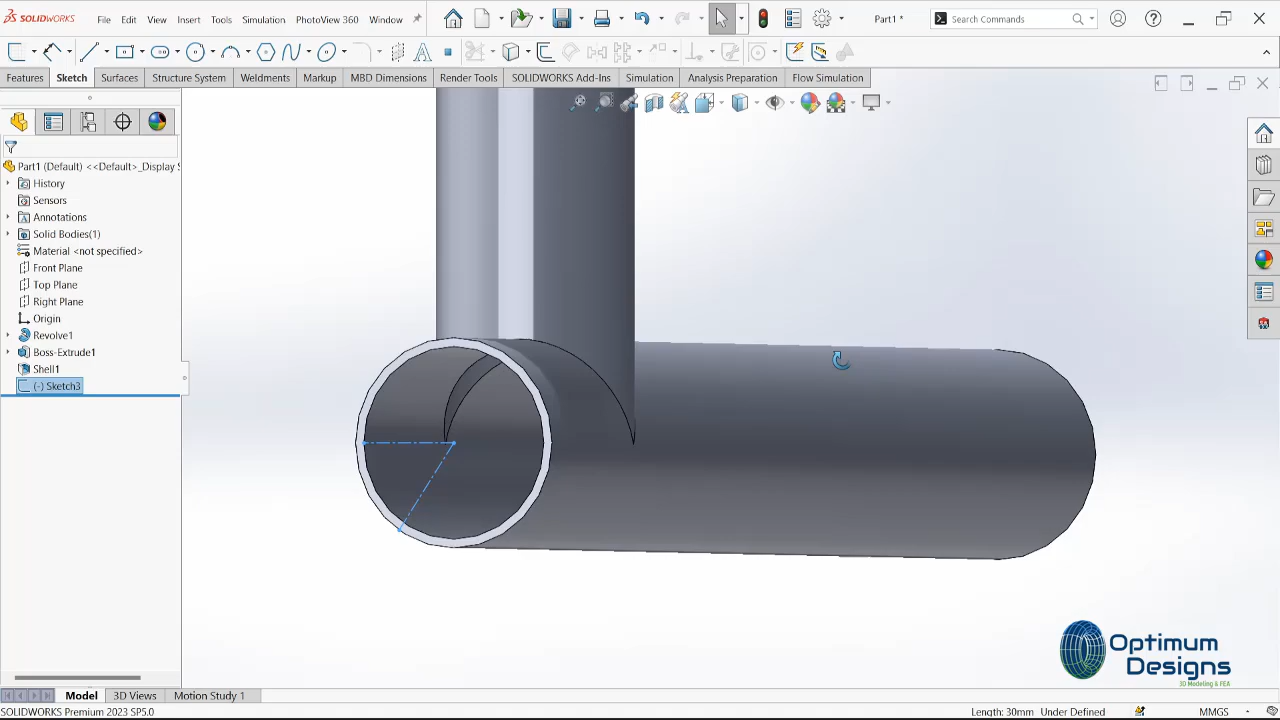 SOLIDWORKS File Edit View Insert Tools Simulation PhotoView 360 Window Part1 * Search Commands
Features Sketch Surfaces Structure System Weldments Markup MBD Dimensions Render Tools SOLIDWORKS Add-Ins Simulation Analysis Preparation Flow Simulation
Part1 (Default) <<Default>_Display S
History
Sensors
Annotations
Solid Bodies(1)
Material <not specified>
Front Plane
Top Plane
Right Plane
Origin
Revolve1
Boss-Extrude1
Shell1
(-) Sketch3
Optimum
Designs
3D Modeling & FEA
Model 3D Views Motion Study 1
SOLIDWORKS Premium 2023 SP5.0 Length: 30mm Under Defined MMGS